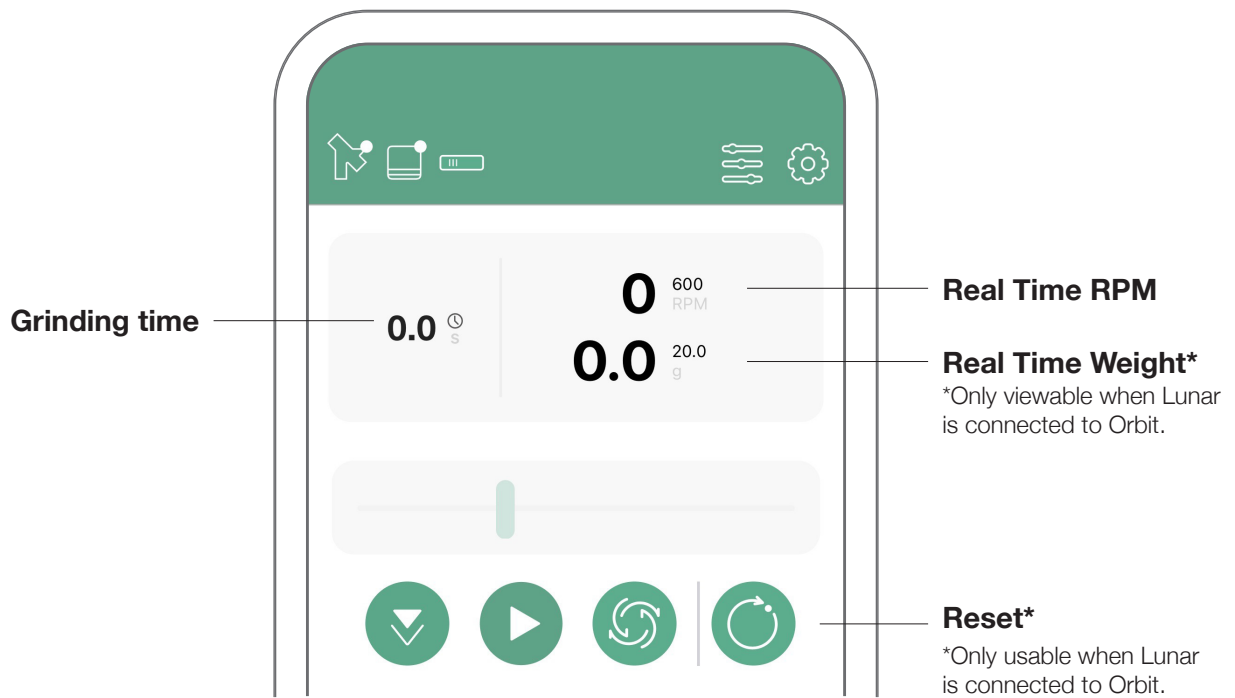 Grinding time
0.0 s
0 600 RPM
0.0 20.0 g
Real Time RPM
Real Time Weight*
*Only viewable when Lunar
is connected to Orbit.
Reset*
*Only usable when Lunar
is connected to Orbit.